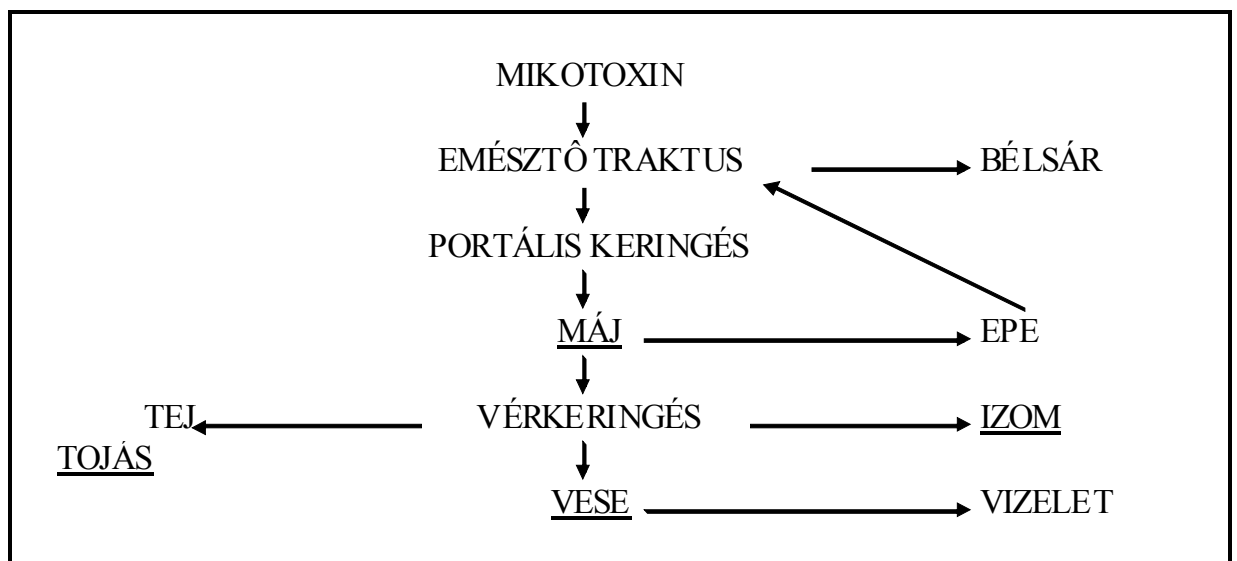 MIKOTOXIN
EMÉSZTÔ TRAKTUS BÉLSÁR
PORTÁLIS KERINGÉS
MÁJ EPE
TEJ VÉRKERINGÉS IZOM
TOJÁS
VESE VIZELET